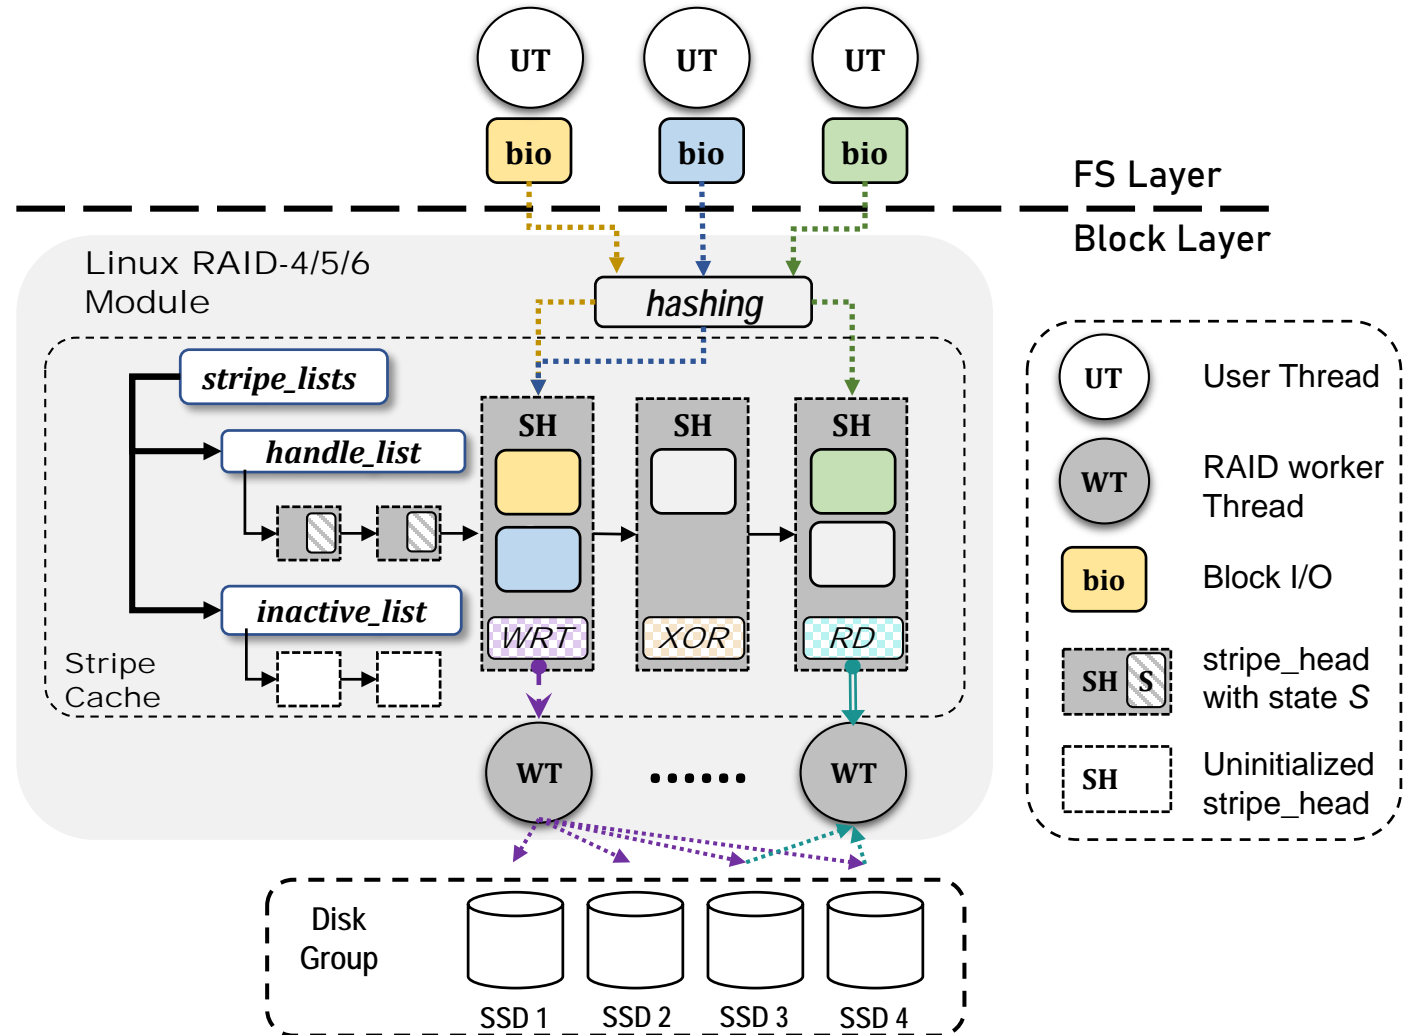 UT UT UT
bio bio bio
FS Layer
Block Layer
Linux RAID-4/5/6
Module
hashing
stripe_lists
handle_list
inactive_list
Stripe
Cache
SH SH SH
WRT XOR RD
WT ....... WT
Disk
Group
SSD 1 SSD 2 SSD 3 SSD 4
UT User Thread
WT RAID worker
Thread
bio Block I/O
SH S stripe_head
with state S
SH Uninitialized
stripe_head